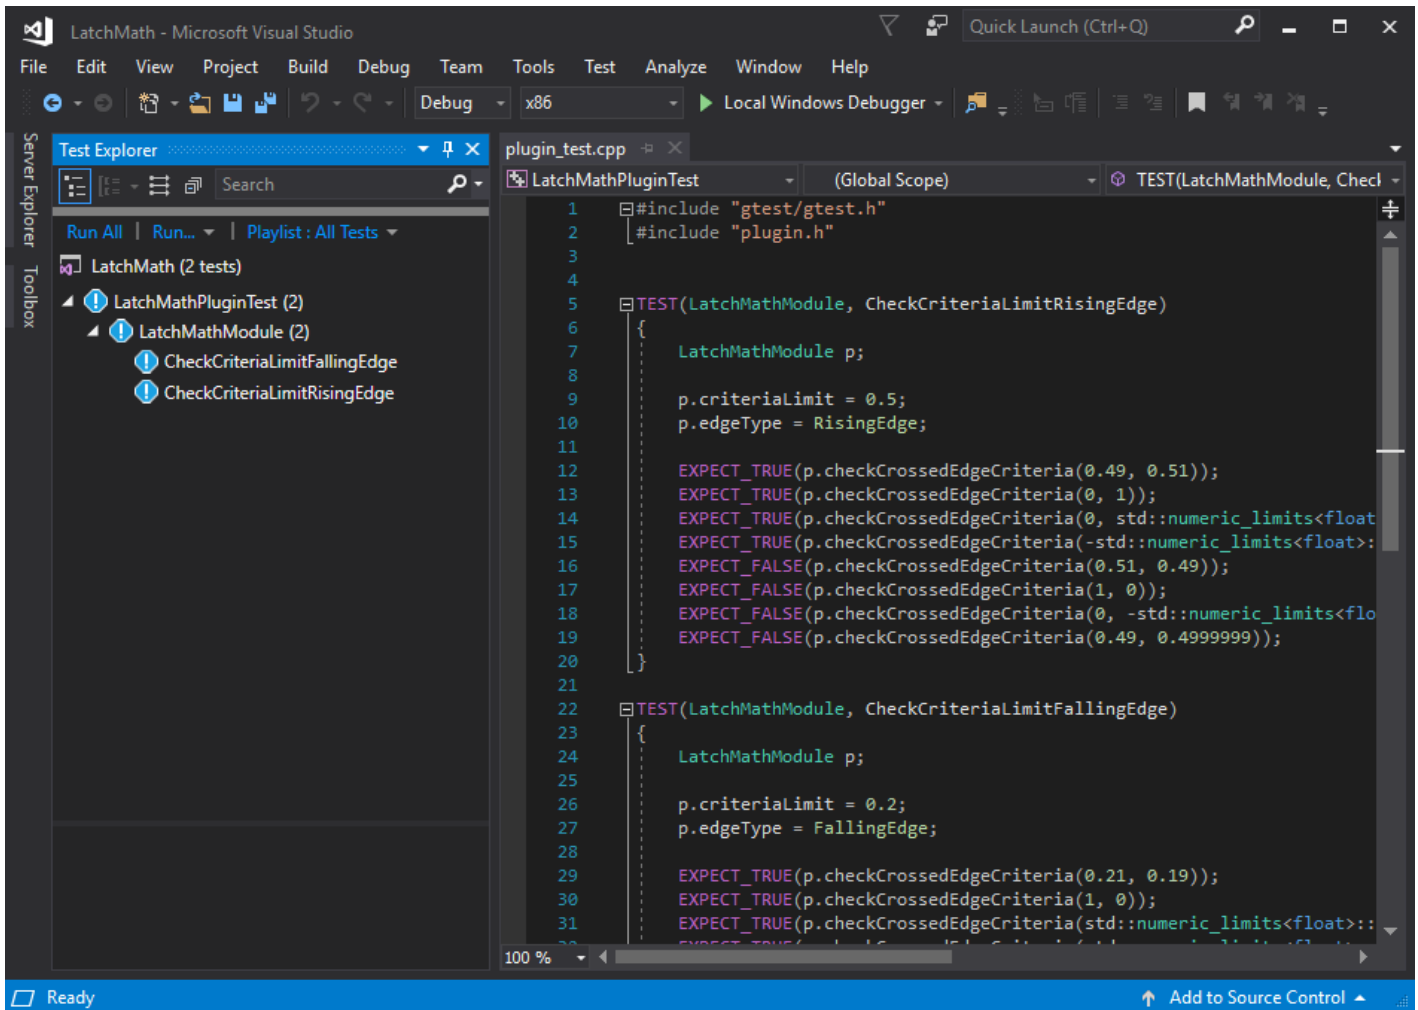 LatchMath - Microsoft Visual Studio
Quick Launch (Ctrl+Q)
File Edit View Project Build Debug Team Tools Test Analyze Window Help
Debug x86 Local Windows Debugger
Server Explorer
Toolbox
Test Explorer
Search
Run All | Run... | Playlist : All Tests
LatchMath (2 tests)
LatchMathPluginTest (2)
LatchMathModule (2)
CheckCriteriaLimitFallingEdge
CheckCriteriaLimitRisingEdge
plugin_test.cpp
LatchMathPluginTest (Global Scope) TEST(LatchMathModule, Checl
1 #include "gtest/gtest.h"
2 #include "plugin.h"
3
4
5 TEST(LatchMathModule, CheckCriteriaLimitRisingEdge)
6 {
7 LatchMathModule p;
8
9 p.criteriaLimit = 0.5;
10 p.edgeType = RisingEdge;
11
12 EXPECT_TRUE(p.checkCrossedEdgeCriteria(0.49, 0.51));
13 EXPECT_TRUE(p.checkCrossedEdgeCriteria(0, 1));
14 EXPECT_TRUE(p.checkCrossedEdgeCriteria(0, std::numeric_limits<float
15 EXPECT_TRUE(p.checkCrossedEdgeCriteria(-std::numeric_limits<float>:
16 EXPECT_FALSE(p.checkCrossedEdgeCriteria(0.51, 0.49));
17 EXPECT_FALSE(p.checkCrossedEdgeCriteria(1, 0));
18 EXPECT_FALSE(p.checkCrossedEdgeCriteria(0, -std::numeric_limits<flo
19 EXPECT_FALSE(p.checkCrossedEdgeCriteria(0.49, 0.4999999));
20 }
21
22 TEST(LatchMathModule, CheckCriteriaLimitFallingEdge)
23 {
24 LatchMathModule p;
25
26 p.criteriaLimit = 0.2;
27 p.edgeType = FallingEdge;
28
29 EXPECT_TRUE(p.checkCrossedEdgeCriteria(0.21, 0.19));
30 EXPECT_TRUE(p.checkCrossedEdgeCriteria(1, 0));
31 EXPECT_TRUE(p.checkCrossedEdgeCriteria(std::numeric_limits<float>::
100 %
Ready
Add to Source Control